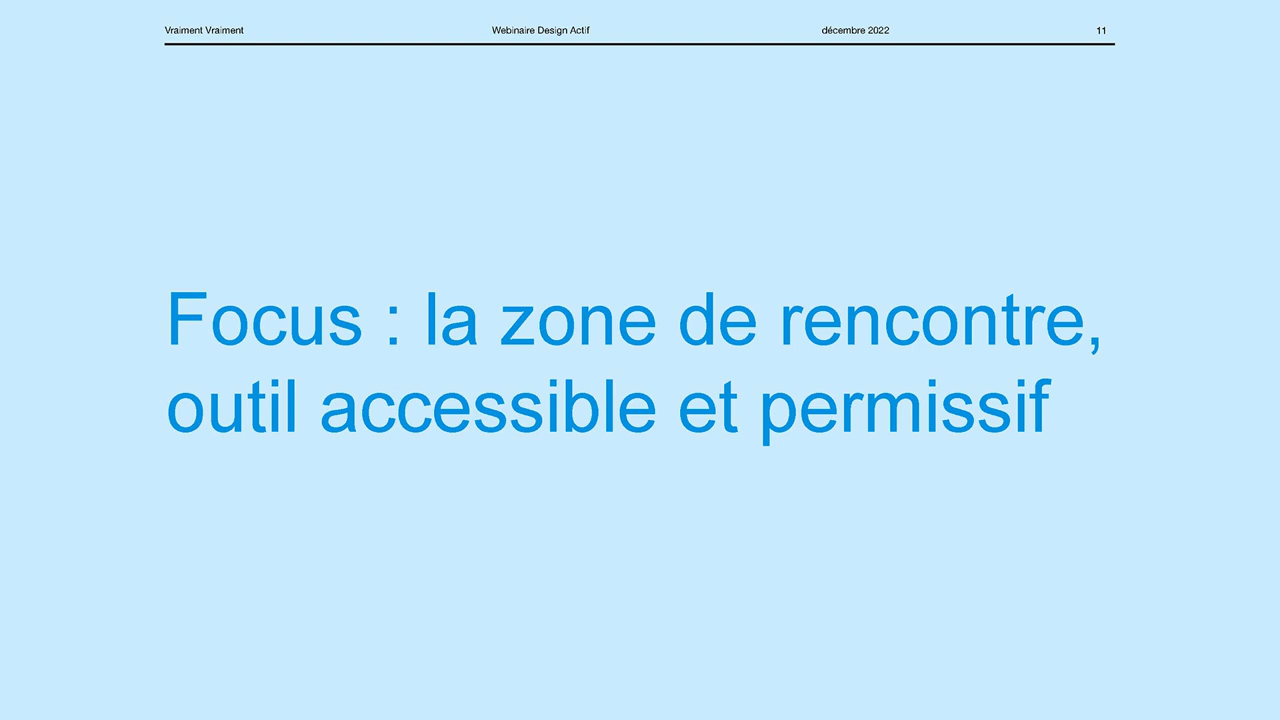 Vraiment Vraiment Webinaire Design Actif décembre 2022 11
Focus : la zone de rencontre,
outil accessible et permissif